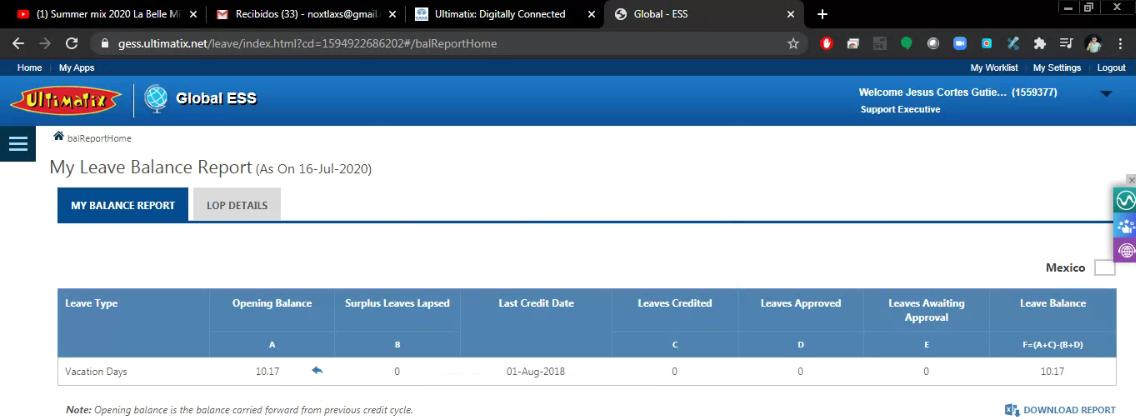 (1) Summer mix 2020 La Belle Mi
Recibidos (33) - noxtlaxs@gmail.
Ultimatix: Digitally Connected
Global - ESS
gess.ultimatix.net/leave/index.html?cd=1594922686202#/balReportHome
Home My Apps My Worklist My Settings Logout
Ultimatix Global ESS
Welcome Jesus Cortes Gutie... (1559377)
Support Executive
balReportHome
My Leave Balance Report (As On 16-Jul-2020)
MY BALANCE REPORT LOP DETAILS
Mexico
Leave Type Opening Balance Surplus Leaves Lapsed Last Credit Date Leaves Credited Leaves Approved Leaves Awaiting Approval Leave Balance
A B C D E F=(A+C)-(B+D)
Vacation Days 10.17 0 01-Aug-2018 0 0 0 10.17
Note: Opening balance is the balance carried forward from previous credit cycle.
DOWNLOAD REPORT